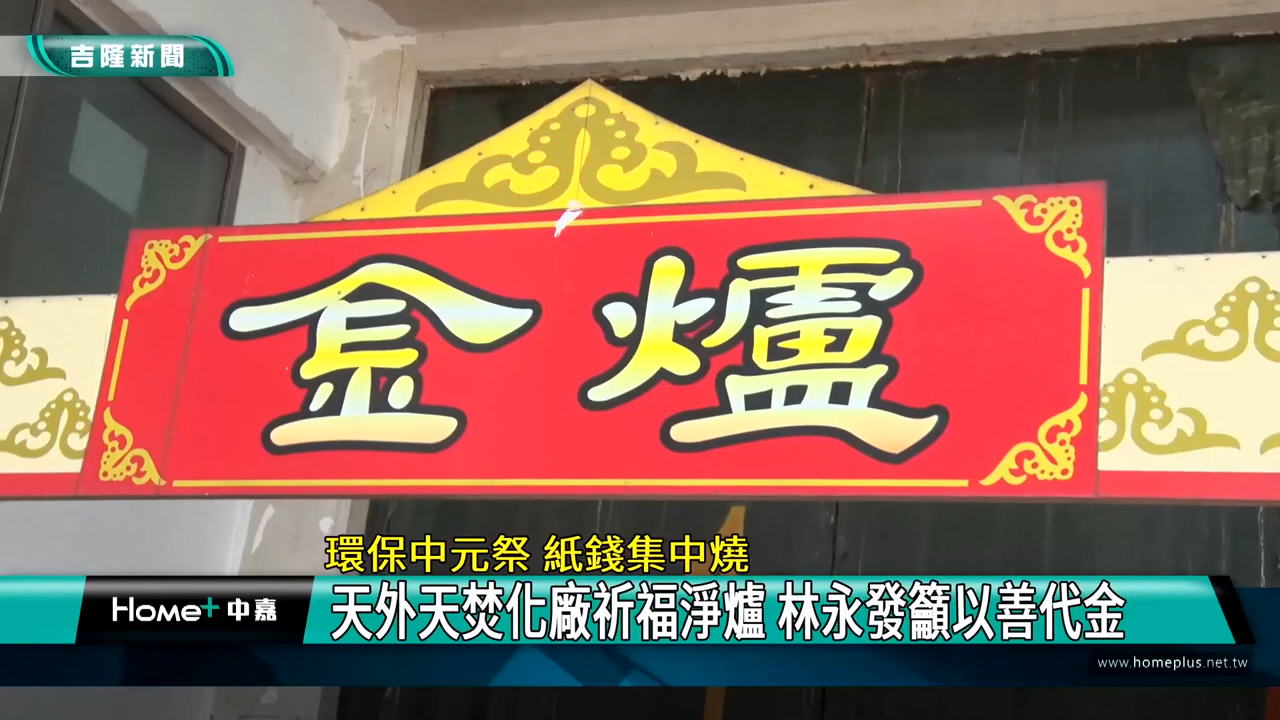 吉隆新聞
金爐
環保中元祭 紙錢集中燒
Home+中嘉
天外天焚化廠祈福淨爐 林永發籲以善代金
www.homeplus.net.tw